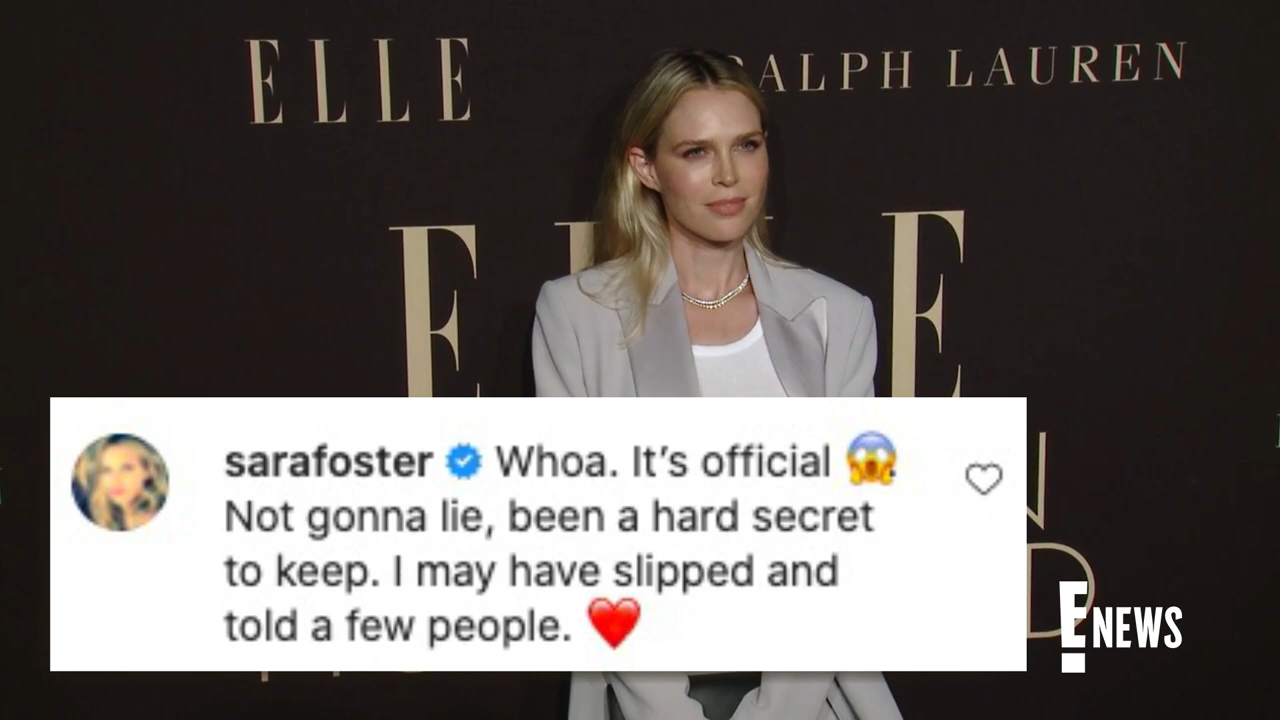 ELLE
RALPH LAUREN
ELLE
sarafoster Whoa. It's official 😱
Not gonna lie, been a hard secret
to keep. I may have slipped and
told a few people. ❤️
E! NEWS